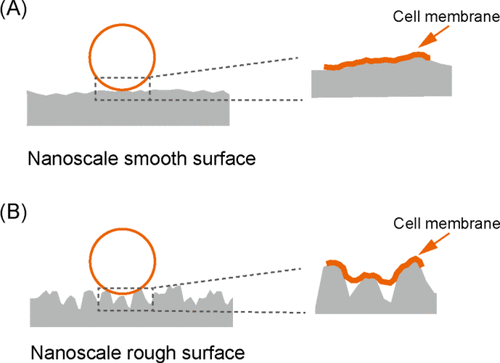 (A)
Cell membrane
Nanoscale smooth surface
(B)
Cell membrane
Nanoscale rough surface